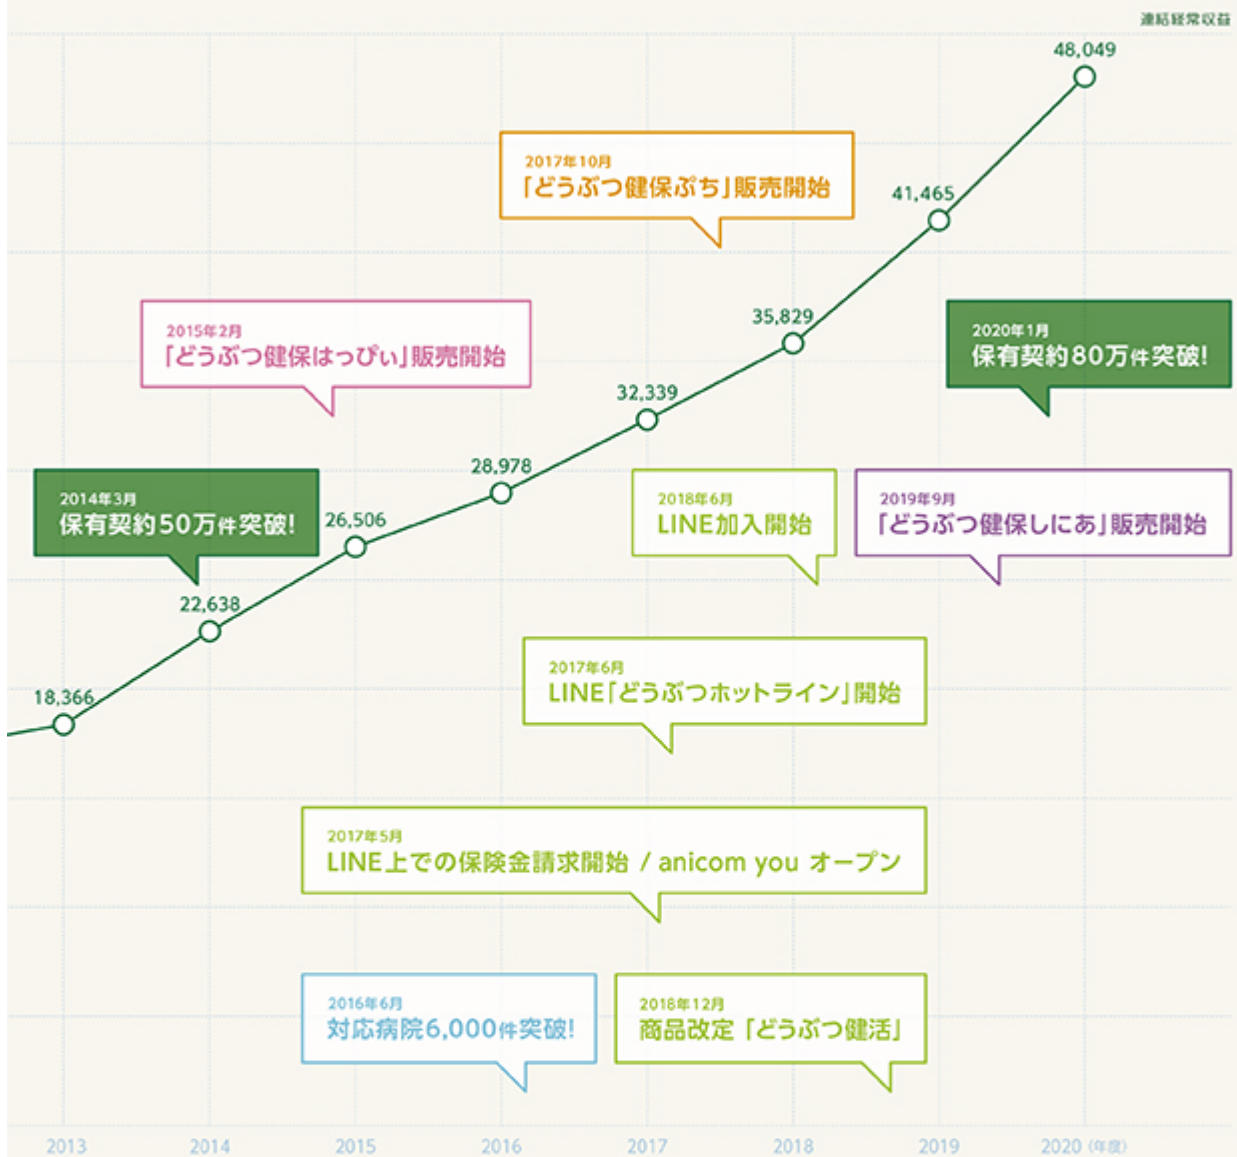 連結経常収益
48,049
2017年10月
「どうぶつ健保ぷち」販売開始
41,465
35,829
2015年2月
「どうぶつ健保はっぴぃ」販売開始
2020年1月
保有契約80万件突破!
32,339
28,978
2014年3月
保有契約50万件突破!
26,506
2018年6月
LINE加入開始
2019年9月
「どうぶつ健保しにあ」販売開始
22,638
2017年6月
LINE「どうぶつホットライン」開始
18,366
2017年5月
LINE上での保険金請求開始 / anicom you オープン
2016年6月
対応病院6,000件突破!
2018年12月
商品改定「どうぶつ健活」
2013 2014 2015 2016 2017 2018 2019 2020 (年度)